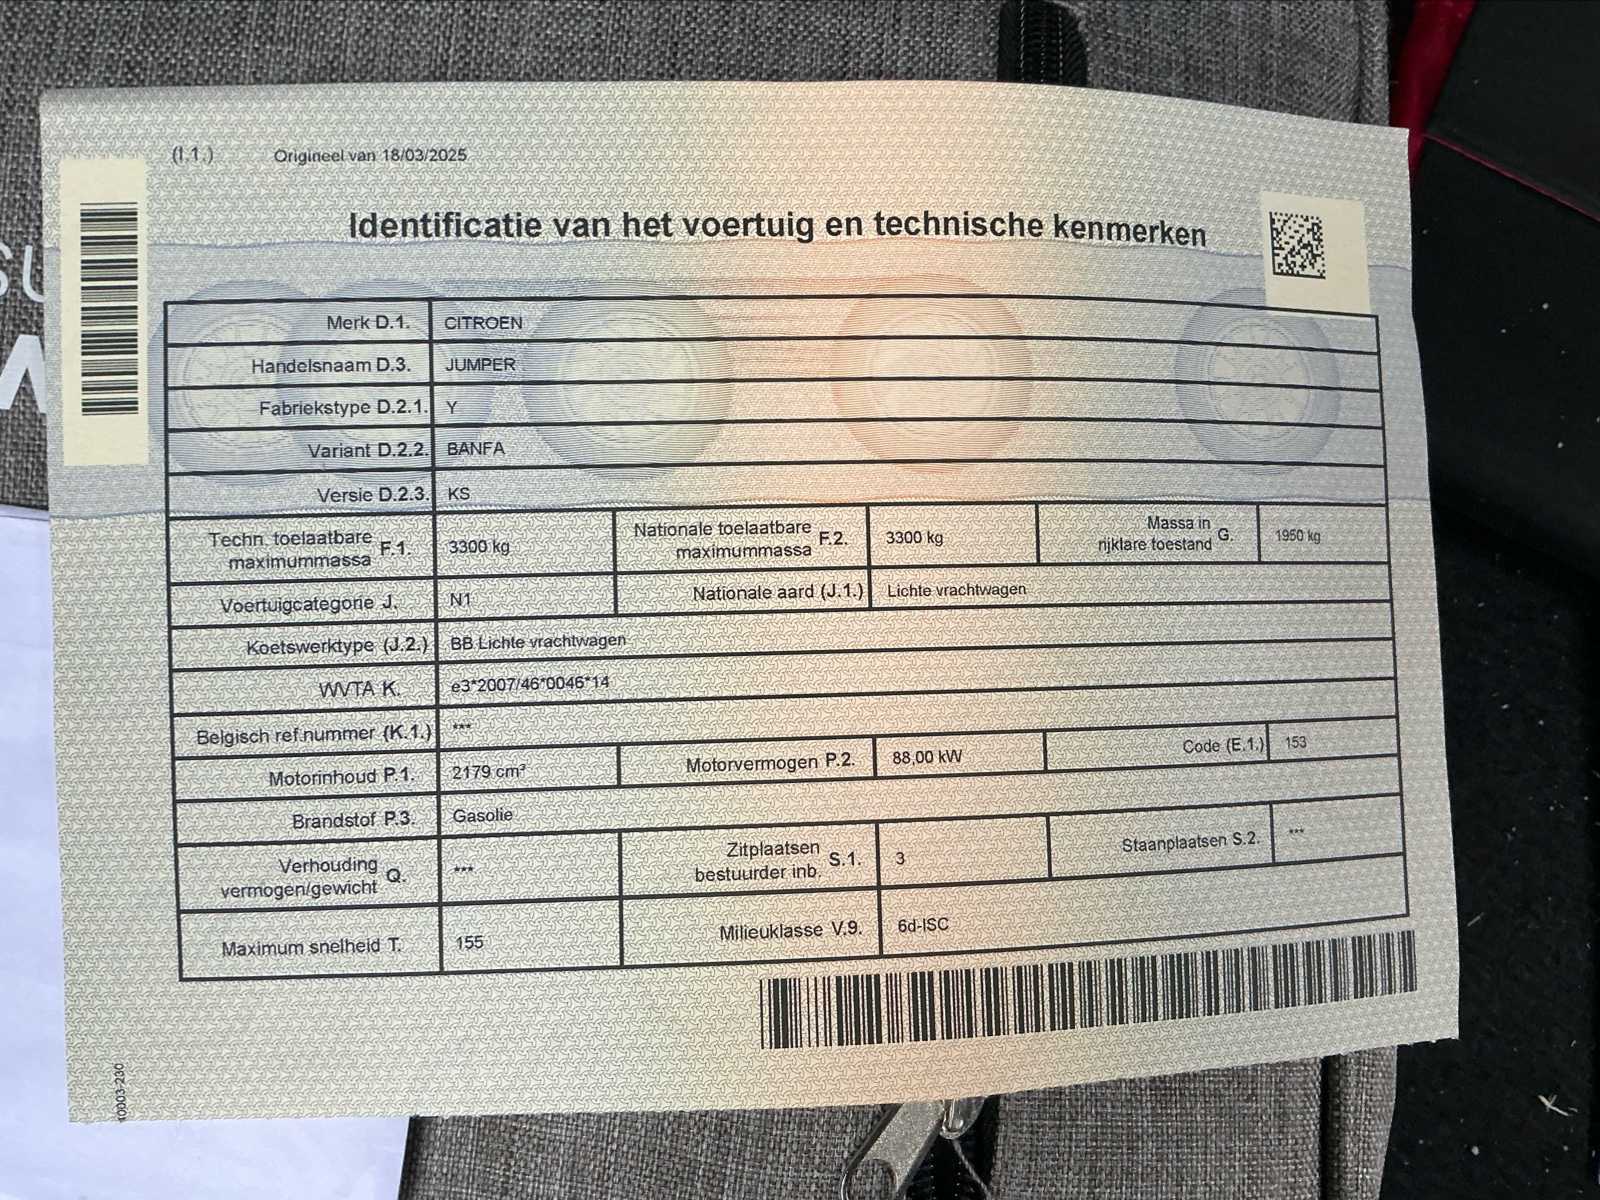 (I.1.) Origineel van 18/03/2025
Identificatie van het voertuig en technische kenmerken
Merk D.1. CITROEN
Handelsnaam D.3. JUMPER
Fabriekstype D.2.1. Y
Variant D.2.2. BANFA
Versie D.2.3. KS
Techn. toelaatbare maximummassa F.1. 3300 kg Nationale toelaatbare maximummassa F.2. 3300 kg Massa in rijklare toestand G. 1950 kg
Voertuigcategorie J. N1 Nationale aard (J.1.) Lichte vrachtwagen
Koetswerktype (J.2.) BB Lichte vrachtwagen
WVTA K. e3*2007/46*0046*14
Belgisch ref.nummer (K.1.) ***
Motorinhoud P.1. 2179 cm³ Motorvermogen P.2. 88,00 kW Code (E.1.) 153
Brandstof P.3. Gasolie
Verhouding vermogen/gewicht Q. *** Zitplaatsen bestuurder inb. S.1. 3 Staanplaatsen S.2. ***
Maximum snelheid T. 155 Milieuklasse V.9. 6d-ISC